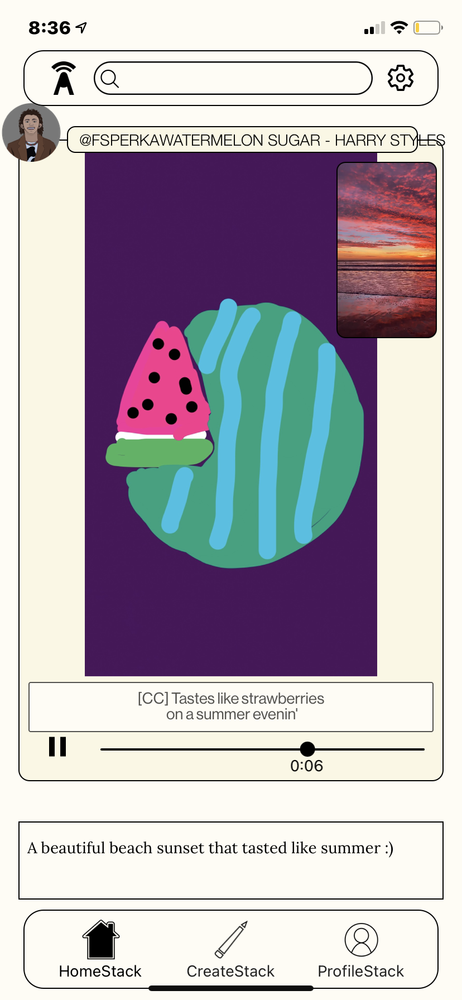 8:36
@FSPERKAWATERMELON SUGAR - HARRY STYLES
[CC] Tastes like strawberries
on a summer evenin'
0:06
A beautiful beach sunset that tasted like summer :)
HomeStack
CreateStack
ProfileStack